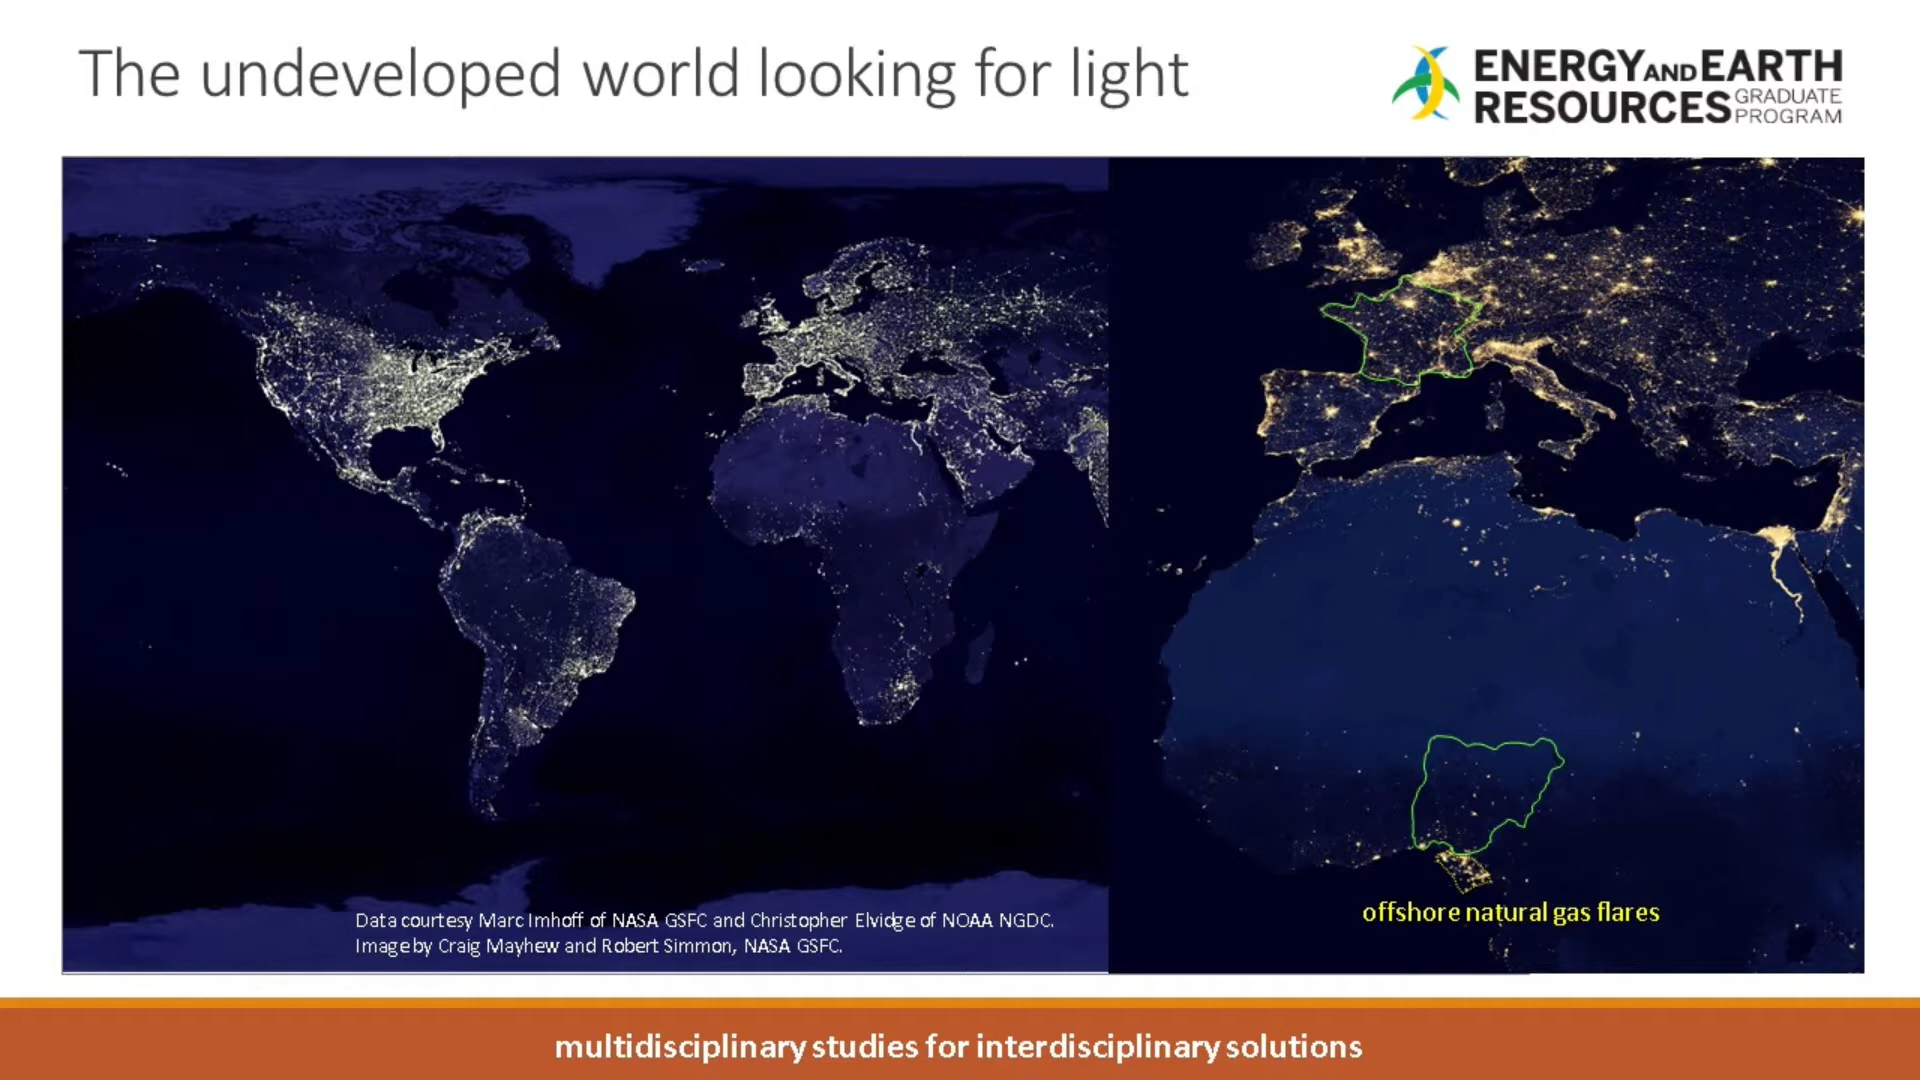 The undeveloped world looking for light
ENERGY AND EARTH
RESOURCES GRADUATE PROGRAM
Data courtesy Marc Imhoff of NASA GSFC and Christopher Elvidge of NOAA NGDC.
Image by Craig Mayhew and Robert Simmon, NASA GSFC.
offshore natural gas flares
multidisciplinary studies for interdisciplinary solutions